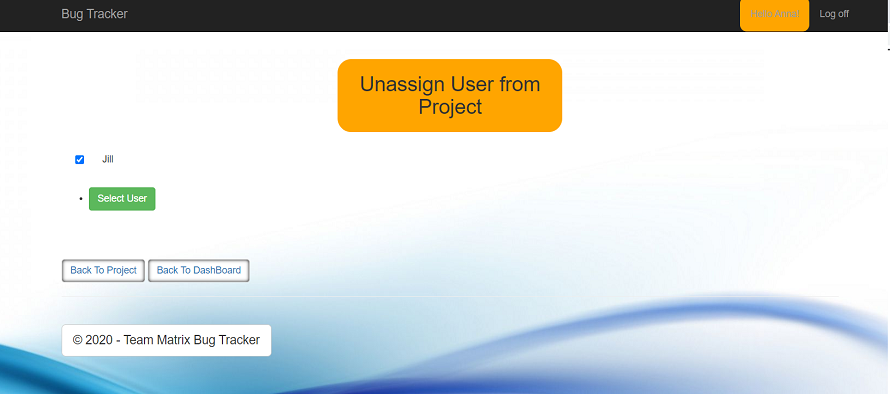 Bug Tracker
Hello Anna!
Log off
Unassign User from
Project
Jill
Select User
Back To Project
Back To DashBoard
© 2020 - Team Matrix Bug Tracker